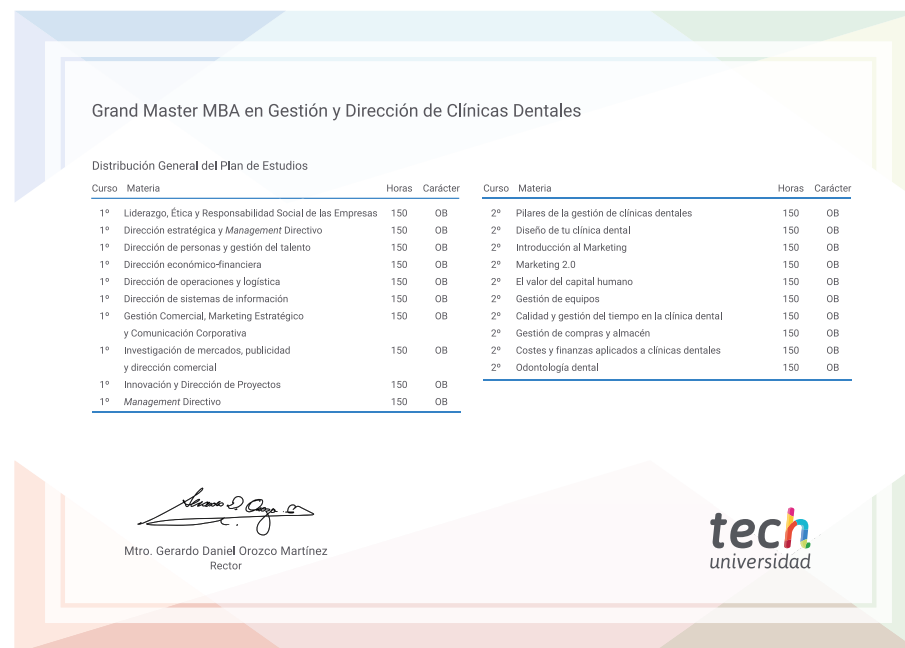 Grand Master MBA en Gestión y Dirección de Clínicas Dentales
Distribución General del Plan de Estudios
Curso Materia Horas Carácter
1º Liderazgo, Ética y Responsabilidad Social de las Empresas 150 OB
1º Dirección estratégica y Management Directivo 150 OB
1º Dirección de personas y gestión del talento 150 OB
1º Dirección económico-financiera 150 OB
1º Dirección de operaciones y logística 150 OB
1º Dirección de sistemas de información 150 OB
1º Gestión Comercial, Marketing Estratégico 150 OB
y Comunicación Corporativa
1º Investigación de mercados, publicidad 150 OB
y dirección comercial
1º Innovación y Dirección de Proyectos 150 OB
1º Management Directivo 150 OB
Curso Materia Horas Carácter
2º Pilares de la gestión de clínicas dentales 150 OB
2º Diseño de tu clínica dental 150 OB
2º Introducción al Marketing 150 OB
2º Marketing 2.0 150 OB
2º El valor del capital humano 150 OB
2º Gestión de equipos 150 OB
2º Calidad y gestión del tiempo en la clínica dental 150 OB
2º Gestión de compras y almacén 150 OB
2º Costes y finanzas aplicados a clínicas dentales 150 OB
2º Odontología dental 150 OB
Mtro. Gerardo Daniel Orozco Martínez
Rector
tech
universidad